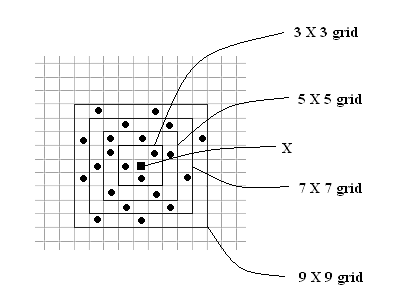 3 X 3 grid
5 X 5 grid
X
7 X 7 grid
9 X 9 grid